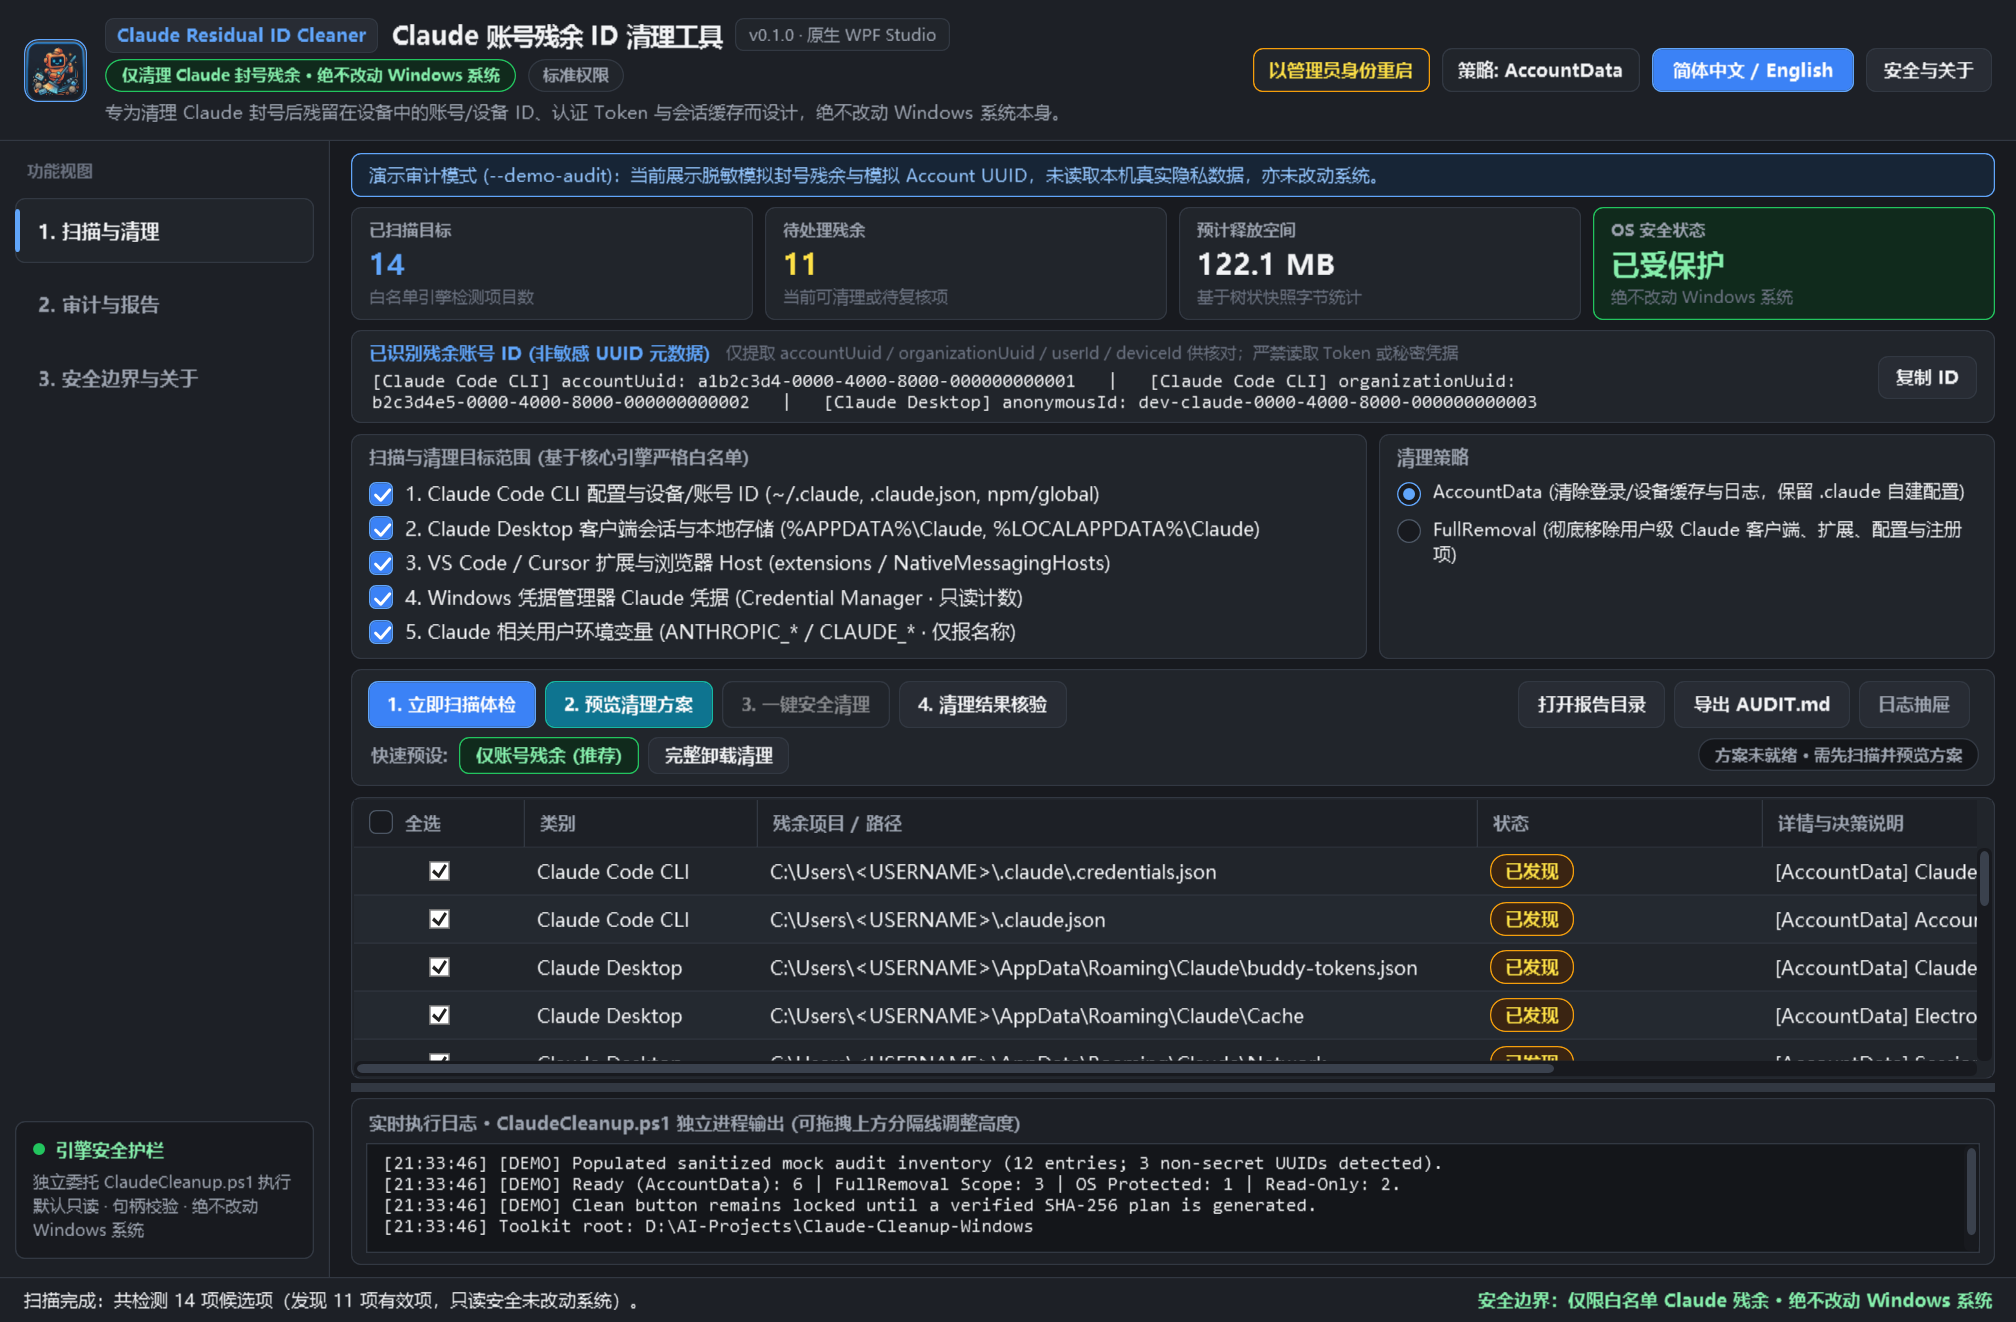 Claude Residual ID Cleaner
Claude 账号残余 ID 清理工具
v0.1.0 · 原生 WPF Studio
仅清理 Claude 封号残余 • 绝不改动 Windows 系统
标准权限
专为清理 Claude 封号后残留在设备中的账号/设备 ID、认证 Token 与会话缓存而设计，绝不改动 Windows 系统本身。
以管理员身份重启
策略: AccountData
简体中文 / English
安全与关于
功能视图
1. 扫描与清理
2. 审计与报告
3. 安全边界与关于
引擎安全护栏
独立委托 ClaudeCleanup.ps1 执行
默认只读 · 句柄校验 · 绝不改动
Windows 系统
演示审计模式 (--demo-audit)：当前展示脱敏模拟封号残余与模拟 Account UUID，未读取本机真实隐私数据，亦未改动系统。
已扫描目标
14
白名单引擎检测项目数
待处理残余
11
当前可清理或待复核项
预计释放空间
122.1 MB
基于树状快照字节统计
OS 安全状态
已受保护
绝不改动 Windows 系统
已识别残余账号 ID (非敏感 UUID 元数据) 仅提取 accountUuid / organizationUuid / userId / deviceId 供核对；严禁读取 Token 或秘密凭据
[Claude Code CLI] accountUuid: a1b2c3d4-0000-4000-8000-000000000001 | [Claude Code CLI] organizationUuid:
b2c3d4e5-0000-4000-8000-000000000002 | [Claude Desktop] anonymousId: dev-claude-0000-4000-8000-000000000003
复制 ID
扫描与清理目标范围 (基于核心引擎严格白名单)
1. Claude Code CLI 配置与设备/账号 ID (~/.claude, .claude.json, npm/global)
2. Claude Desktop 客户端会话与本地存储 (%APPDATA%\Claude, %LOCALAPPDATA%\Claude)
3. VS Code / Cursor 扩展与浏览器 Host (extensions / NativeMessagingHosts)
4. Windows 凭据管理器 Claude 凭据 (Credential Manager · 只读计数)
5. Claude 相关用户环境变量 (ANTHROPIC_* / CLAUDE_* · 仅报名称)
清理策略
AccountData (清除登录/设备缓存与日志，保留 .claude 自建配置)
FullRemoval (彻底移除用户级 Claude 客户端、扩展、配置与注册
项)
1. 立即扫描体检
2. 预览清理方案
3. 一键安全清理
4. 清理结果核验
打开报告目录
导出 AUDIT.md
日志抽屉
快速预设:
仅账号残余 (推荐)
完整卸载清理
方案未就绪 • 需先扫描并预览方案
全选 类别 残余项目 / 路径 状态 详情与决策说明
Claude Code CLI C:\Users\<USERNAME>\.claude\.credentials.json 已发现 [AccountData] Claude
Claude Code CLI C:\Users\<USERNAME>\.claude.json 已发现 [AccountData] Accou
Claude Desktop C:\Users\<USERNAME>\AppData\Roaming\Claude\buddy-tokens.json 已发现 [AccountData] Claude
Claude Desktop C:\Users\<USERNAME>\AppData\Roaming\Claude\Cache 已发现 [AccountData] Electro
Claude Desktop C:\Users\<USERNAME>\AppData\Roaming\Claude\Network 已发现 [AccountData]
实时执行日志 • ClaudeCleanup.ps1 独立进程输出 (可拖拽上方分隔线调整高度)
[21:33:46] [DEMO] Populated sanitized mock audit inventory (12 entries; 3 non-secret UUIDs detected).
[21:33:46] [DEMO] Ready (AccountData): 6 | FullRemoval Scope: 3 | OS Protected: 1 | Read-Only: 2.
[21:33:46] [DEMO] Clean button remains locked until a verified SHA-256 plan is generated.
[21:33:46] Toolkit root: D:\AI-Projects\Claude-Cleanup-Windows
扫描完成：共检测 14 项候选项（发现 11 项有效项，只读安全未改动系统）。
安全边界：仅限白名单 Claude 残余 • 绝不改动 Windows 系统